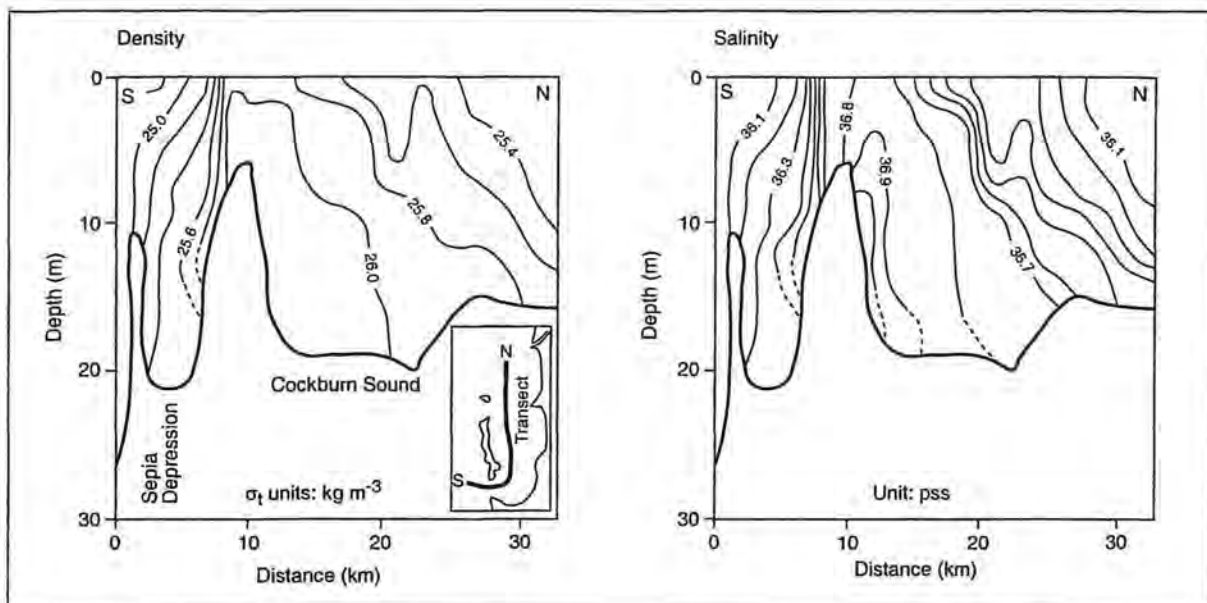 Density
0
10
20
30
Depth (m)
S
N
25.0
25.6
26.0
25.8
25.4
Cockburn Sound
Sepia
Depression
σt units: kg m-3
N
S
Transect
0
10
20
30
Distance (km)
Salinity
0
10
20
30
Depth (m)
S
N
36.1
36.3
36.8
36.9
36.7
36.1
Unit: pss
0
10
20
30
Distance (km)